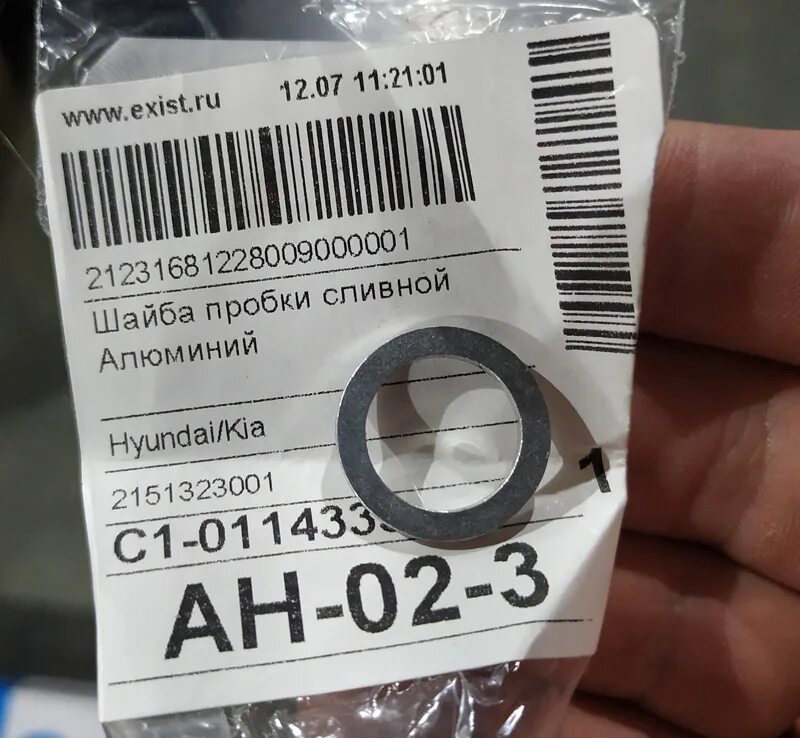 www.exist.ru 12.07 11:21:01
21231681228009000001
Шайба пробки сливной
Алюминий
Hyundai/Kia
2151323001
1
AH-02-3